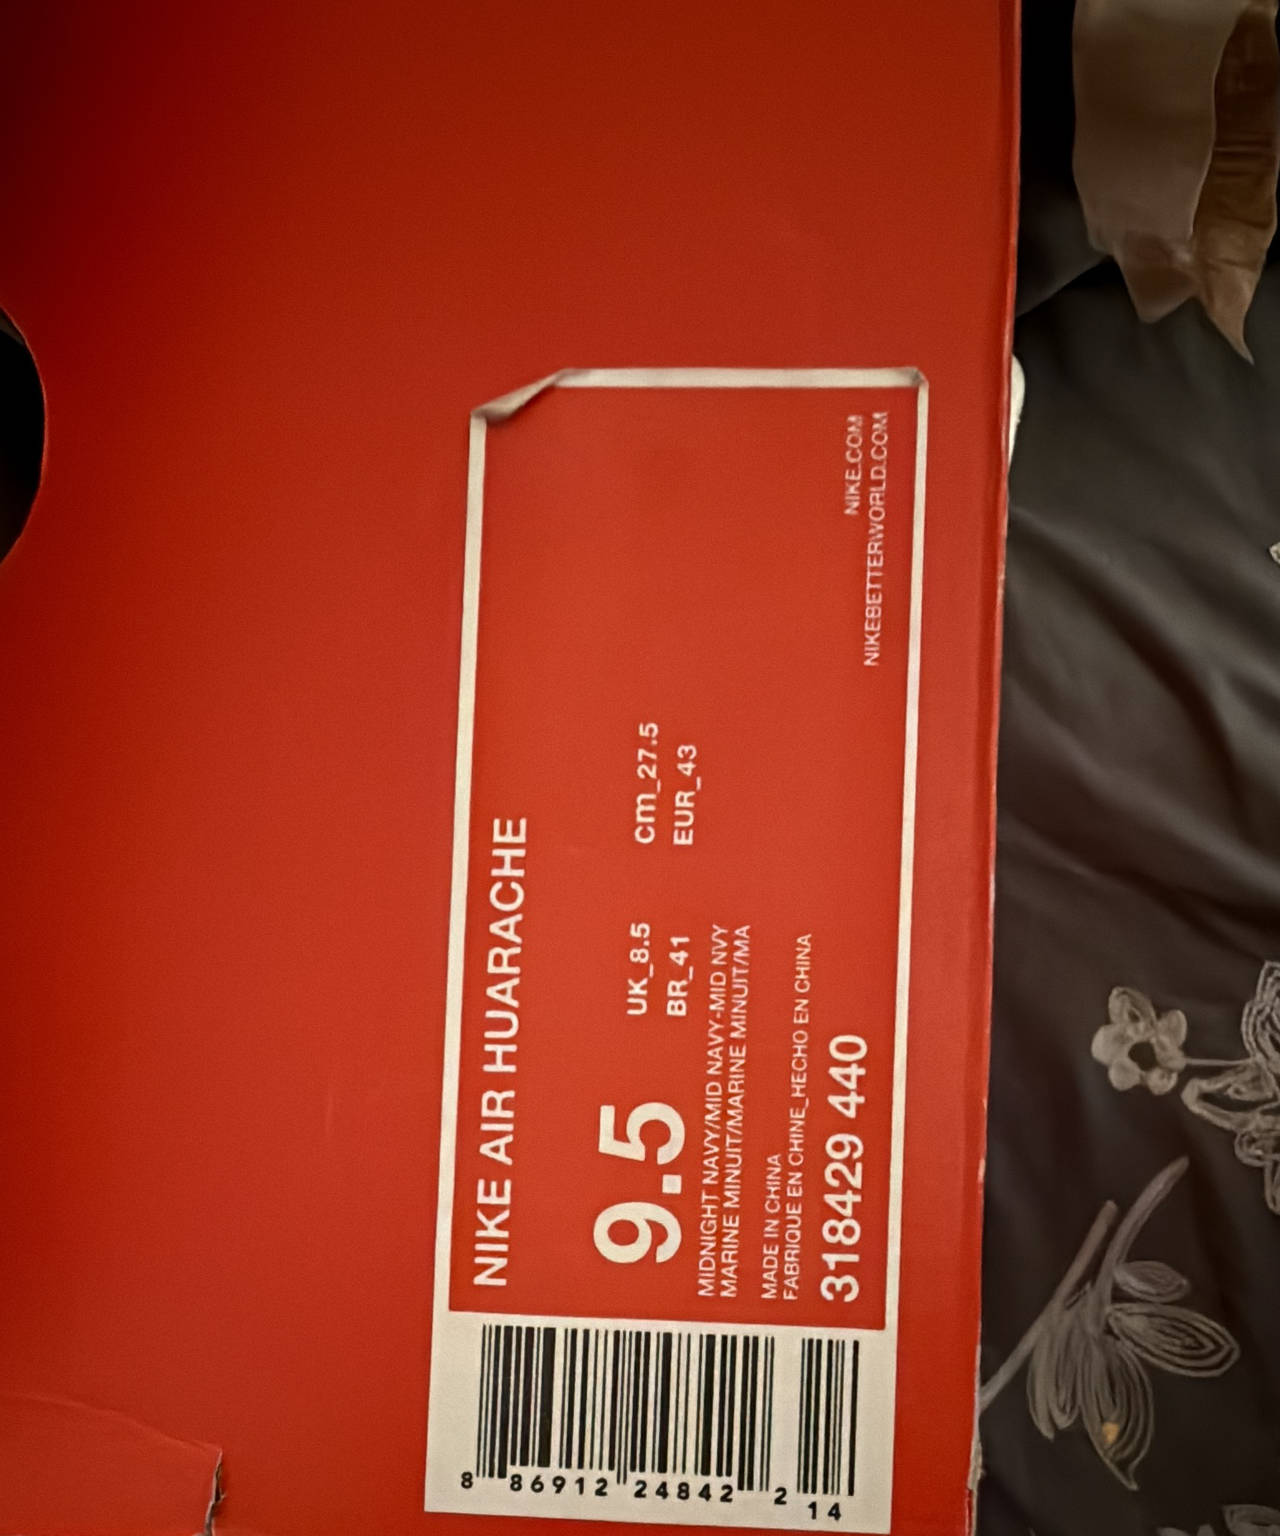 NIKE AIR HUARACHE
9.5
UK_8.5 cm_27.5
BR_41 EUR_43
MIDNIGHT NAVY/MID NAVY-MID NVY
MARINE MINUIT/MARINE MINUIT/MA
MADE IN CHINA
FABRIQUE EN CHINE_HECHO EN CHINA
318429 440
NIKE.COM
NIKEBETTERWORLD.COM
8 86912 24842 2 14